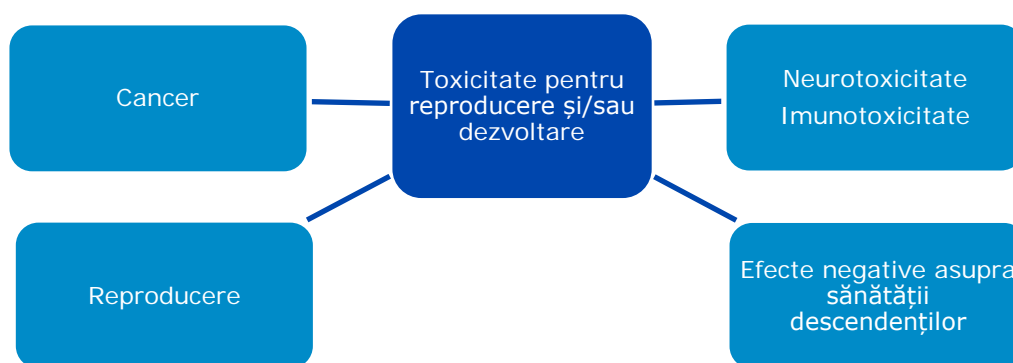 Cancer
Toxicitate pentru
reproducere și/sau
dezvoltare
Neurotoxicitate
Imunotoxicitate
Reproducere
Efecte negative asupra
sănătății
descendenților